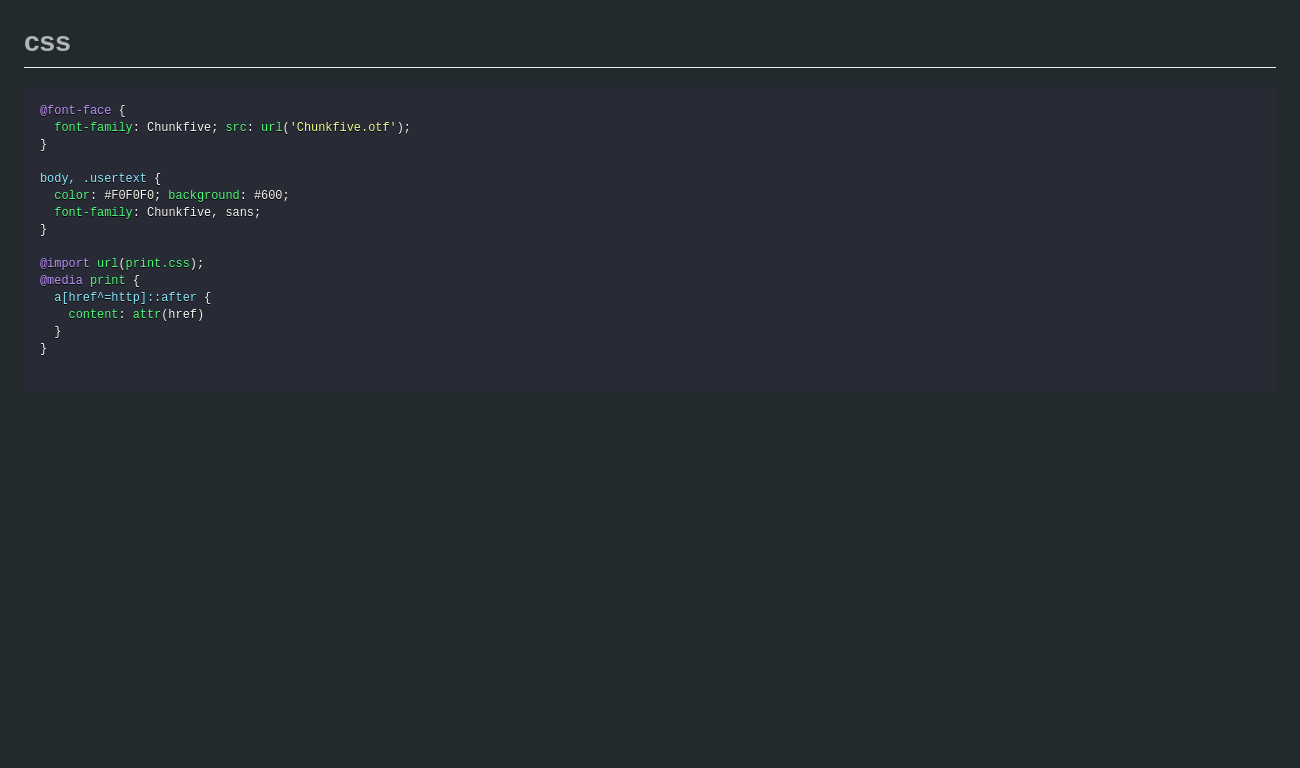 css
@font-face {
  font-family: Chunkfive; src: url('Chunkfive.otf');
}

body, .usertext {
  color: #F0F0F0; background: #600;
  font-family: Chunkfive, sans;
}

@import url(print.css);
@media print {
  a[href^=http]::after {
    content: attr(href)
  }
}